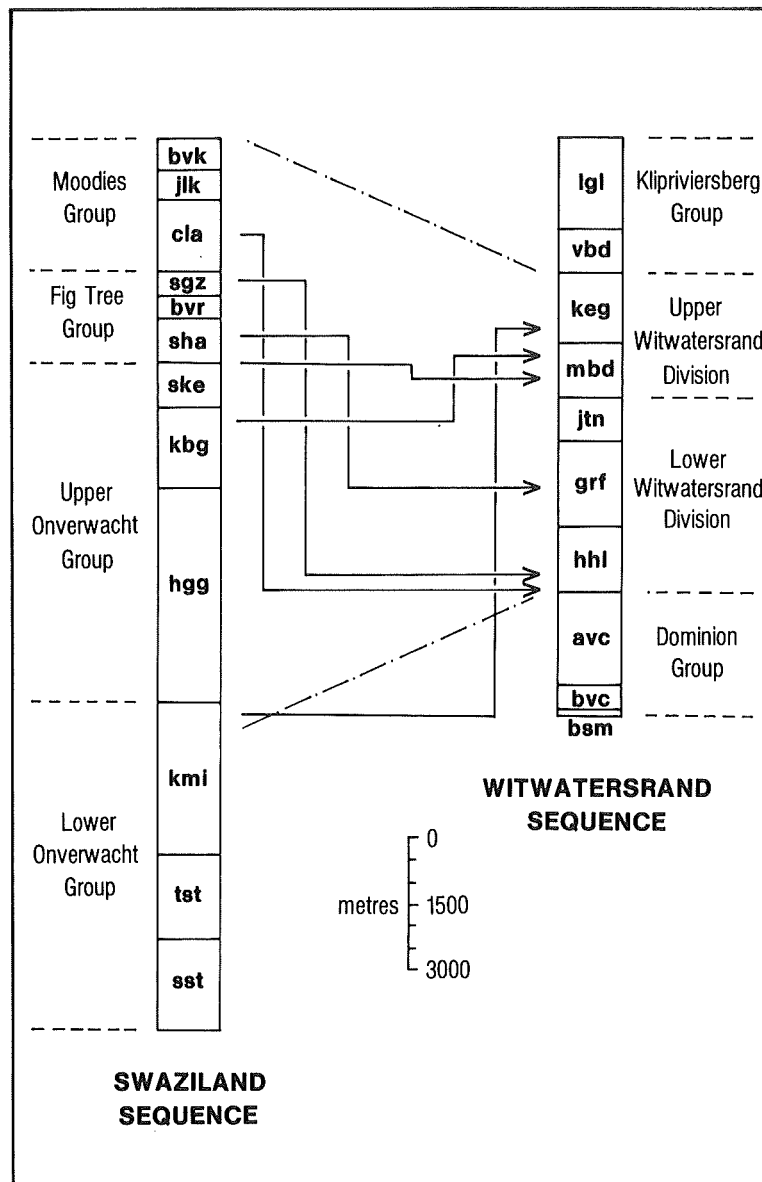 Moodies
Group
Fig Tree
Group
Upper
Onverwacht
Group
Lower
Onverwacht
Group
bvk
jlk
cla
sgz
bvr
sha
ske
kbg
hgg
kmi
tst
sst
SWAZILAND
SEQUENCE
lgl
vbd
keg
mbd
jtn
grf
hhl
avc
bvc
bsm
Klipriviersberg
Group
Upper
Witwatersrand
Division
Lower
Witwatersrand
Division
Dominion
Group
WITWATERSRAND
SEQUENCE
0
metres 1500
3000